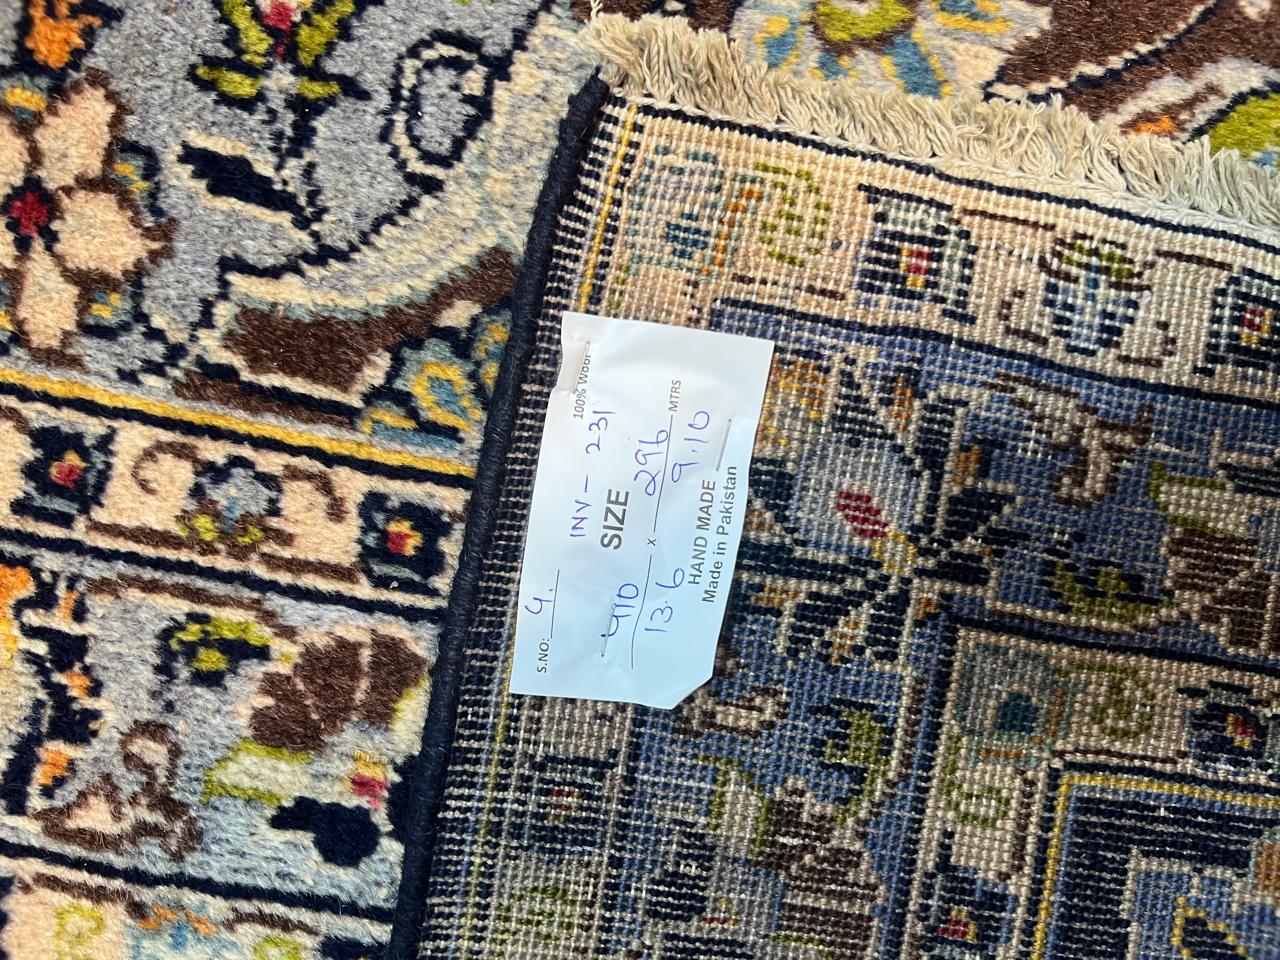 100% Wool
S.NO: 4. INV - 231
SIZE
410 x 296 MTRS
13.6 9.10
HAND MADE
Made in Pakistan